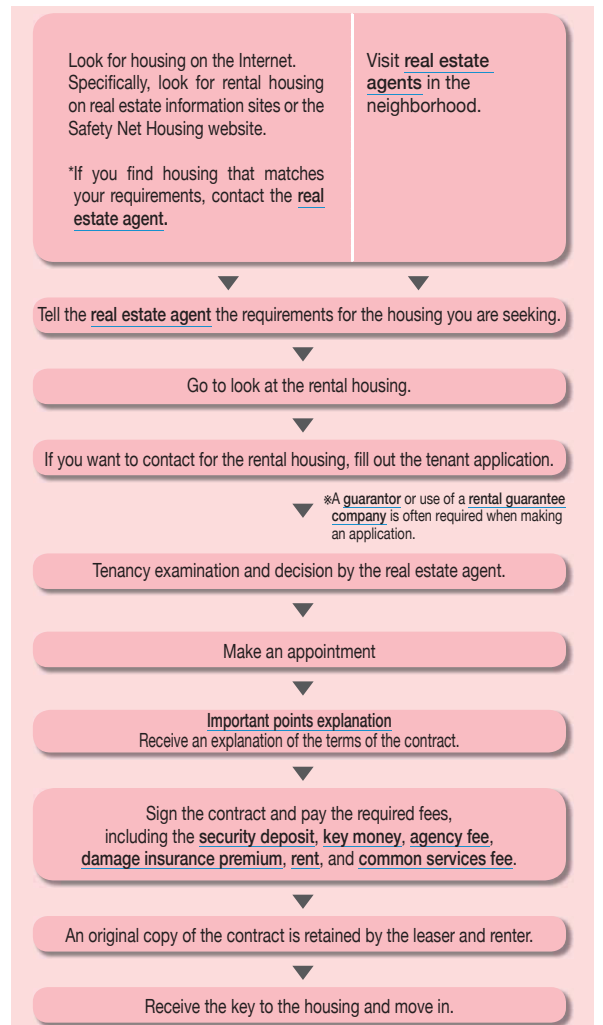 Look for housing on the Internet.
Specifically, look for rental housing
on real estate information sites or the
Safety Net Housing website.
*If you find housing that matches
your requirements, contact the real
estate agent.
Visit real estate
agents in the
neighborhood.
Tell the real estate agent the requirements for the housing you are seeking.
Go to look at the rental housing.
If you want to contact for the rental housing, fill out the tenant application.
※A guarantor or use of a rental guarantee
company is often required when making
an application.
Tenancy examination and decision by the real estate agent.
Make an appointment
Important points explanation
Receive an explanation of the terms of the contract.
Sign the contract and pay the required fees,
including the security deposit, key money, agency fee,
damage insurance premium, rent, and common services fee.
An original copy of the contract is retained by the leaser and renter.
Receive the key to the housing and move in.